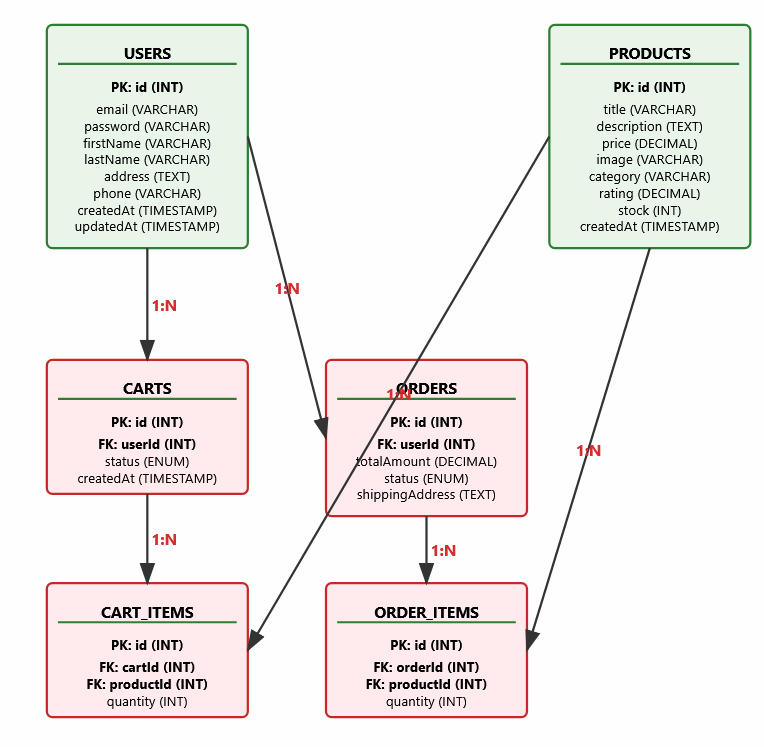 USERS
PK: id (INT)
email (VARCHAR)
password (VARCHAR)
firstName (VARCHAR)
lastName (VARCHAR)
address (TEXT)
phone (VARCHAR)
createdAt (TIMESTAMP)
updatedAt (TIMESTAMP)
PRODUCTS
PK: id (INT)
title (VARCHAR)
description (TEXT)
price (DECIMAL)
image (VARCHAR)
category (VARCHAR)
rating (DECIMAL)
stock (INT)
createdAt (TIMESTAMP)
1:N
1:N
CARTS
PK: id (INT)
FK: userId (INT)
status (ENUM)
createdAt (TIMESTAMP)
ORDERS
1:N
PK: id (INT)
FK: userId (INT)
totalAmount (DECIMAL)
status (ENUM)
shippingAddress (TEXT)
1:N
1:N
1:N
CART_ITEMS
PK: id (INT)
FK: cartId (INT)
FK: productId (INT)
quantity (INT)
ORDER_ITEMS
PK: id (INT)
FK: orderId (INT)
FK: productId (INT)
quantity (INT)